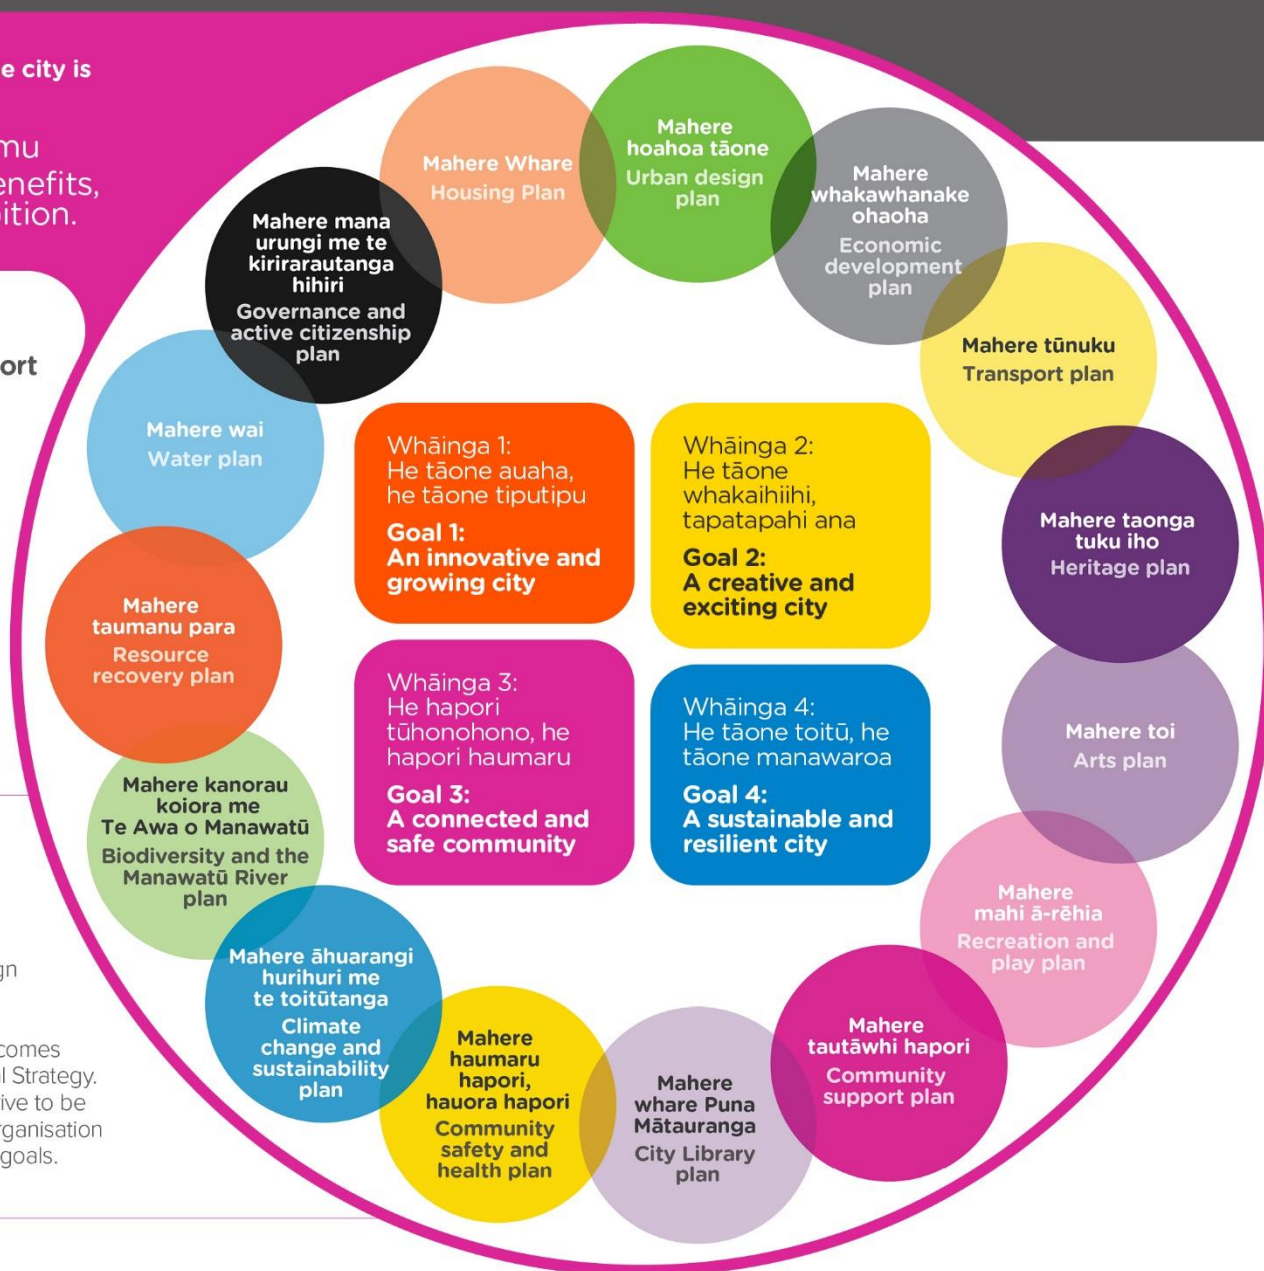 e city is
mu
enefits,
ition.
ort
gn
comes
l Strategy.
rive to be
rganisation
goals.
Mahere Whare
Housing Plan
Mahere
hoahoa tāone
Urban design
plan
Mahere
whakawhanake
ohaoha
Economic
development
plan
Mahere tūnuku
Transport plan
Mahere taonga
tuku iho
Heritage plan
Mahere toi
Arts plan
Mahere
mahi ā-rēhia
Recreation and
play plan
Mahere
tautāwhi hapori
Community
support plan
Mahere
whare Puna
Mātauranga
City Library
plan
Mahere
haumaru
hapori,
hauora hapori
Community
safety and
health plan
Mahere āhuarangi
hurihuri me
te toitūtanga
Climate
change and
sustainability
plan
Mahere kanorau
koiora me
Te Awa o Manawatū
Biodiversity and the
Manawatū River
plan
Mahere
taumanu para
Resource
recovery plan
Mahere wai
Water plan
Mahere mana
urungi me te
kirirarautanga
hihiri
Governance and
active citizenship
plan
Whāinga 1:
He tāone auaha,
he tāone tiputipu
Goal 1:
An innovative and
growing city
Whāinga 2:
He tāone
whakaihiihi,
tapatapahi ana
Goal 2:
A creative and
exciting city
Whāinga 3:
He hapori
tūhonohono, he
hapori haumaru
Goal 3:
A connected and
safe community
Whāinga 4:
He tāone toitū, he
tāone manawaroa
Goal 4:
A sustainable and
resilient city